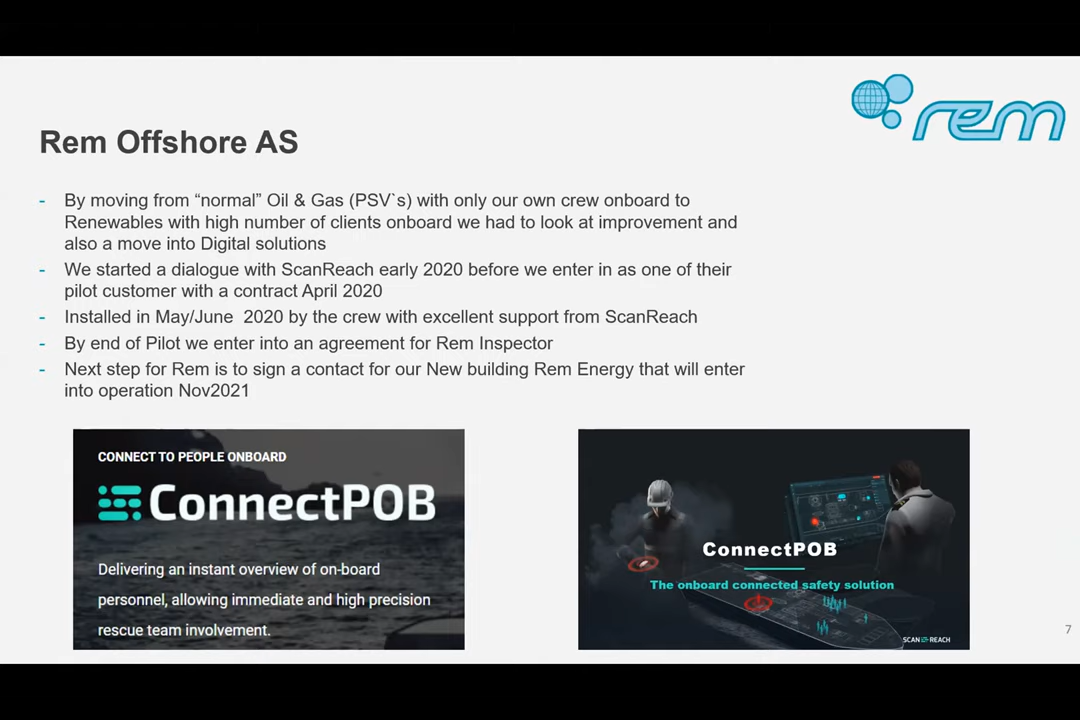 rem
Rem Offshore AS
- By moving from “normal” Oil & Gas (PSV`s) with only our own crew onboard to
Renewables with high number of clients onboard we had to look at improvement and
also a move into Digital solutions
- We started a dialogue with ScanReach early 2020 before we enter in as one of their
pilot customer with a contract April 2020
- Installed in May/June  2020 by the crew with excellent support from ScanReach
- By end of Pilot we enter into an agreement for Rem Inspector
- Next step for Rem is to sign a contact for our New building Rem Energy that will enter
into operation Nov2021
CONNECT TO PEOPLE ONBOARD
ConnectPOB
Delivering an instant overview of on-board
personnel, allowing immediate and high precision
rescue team involvement.
ConnectPOB
The onboard connected safety solution
SCAN REACH
7